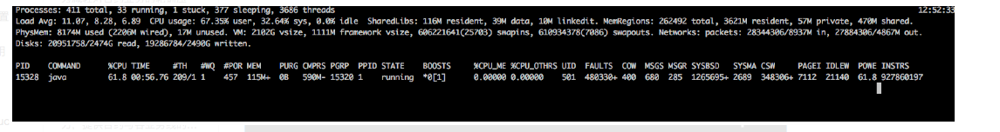 Processes: 411 total, 33 running, 1 stuck, 377 sleeping, 3686 threads 12:52:33
Load Avg: 11.07, 8.28, 6.89 CPU usage: 67.35% user, 32.64% sys, 0.0% idle SharedLibs: 116M resident, 39M data, 10M linkedit. MemRegions: 262492 total, 3621M resident, 57M private, 470M shared.
PhysMem: 8174M used (2206M wired), 17M unused. VM: 2102G vsize, 1111M framework vsize, 606221641(25703) swapins, 610934378(7086) swapouts. Networks: packets: 28344306/8937M in, 27884306/4867M out.
Disks: 20951758/2474G read, 19286784/2490G written.
PID COMMAND %CPU TIME #TH #WQ #POR MEM PURG CMPRS PGRP PPID STATE BOOSTS %CPU_ME %CPU_OTHRS UID FAULTS COW MSGS MSGR SYSBSD SYSMA CSW PAGEI IDLEW POWE INSTRS
15328 java 61.8 00:56.76 209/1 1 457 115M+ 0B 590M- 15320 1 running *0[1] 0.00000 0.00000 501 480330+ 400 680 285 1265695+ 2689 348306+ 7112 21140 61.8 927860197